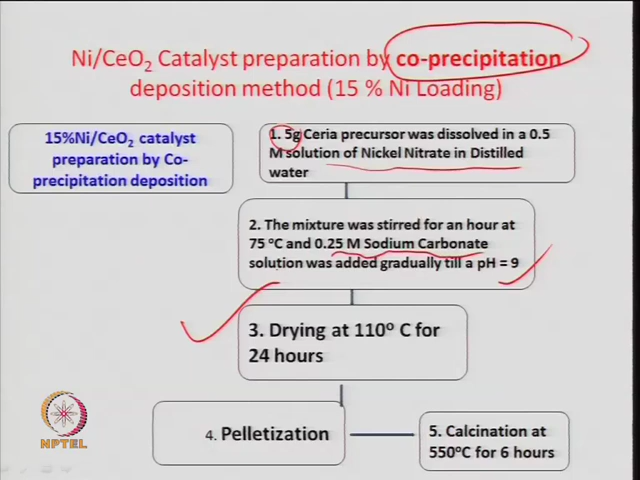 Ni/CeO2 Catalyst preparation by co-precipitation
deposition method (15 % Ni Loading)
15%Ni/CeO2 catalyst
preparation by Co-
precipitation deposition
1. 5g Ceria precursor was dissolved in a 0.5
M solution of Nickel Nitrate in Distilled
water
2. The mixture was stirred for an hour at
75 ºC and 0.25 M Sodium Carbonate
solution was added gradually till a pH = 9
3. Drying at 110º C for
24 hours
4. Pelletization
5. Calcination at
550ºC for 6 hours
NPTEL